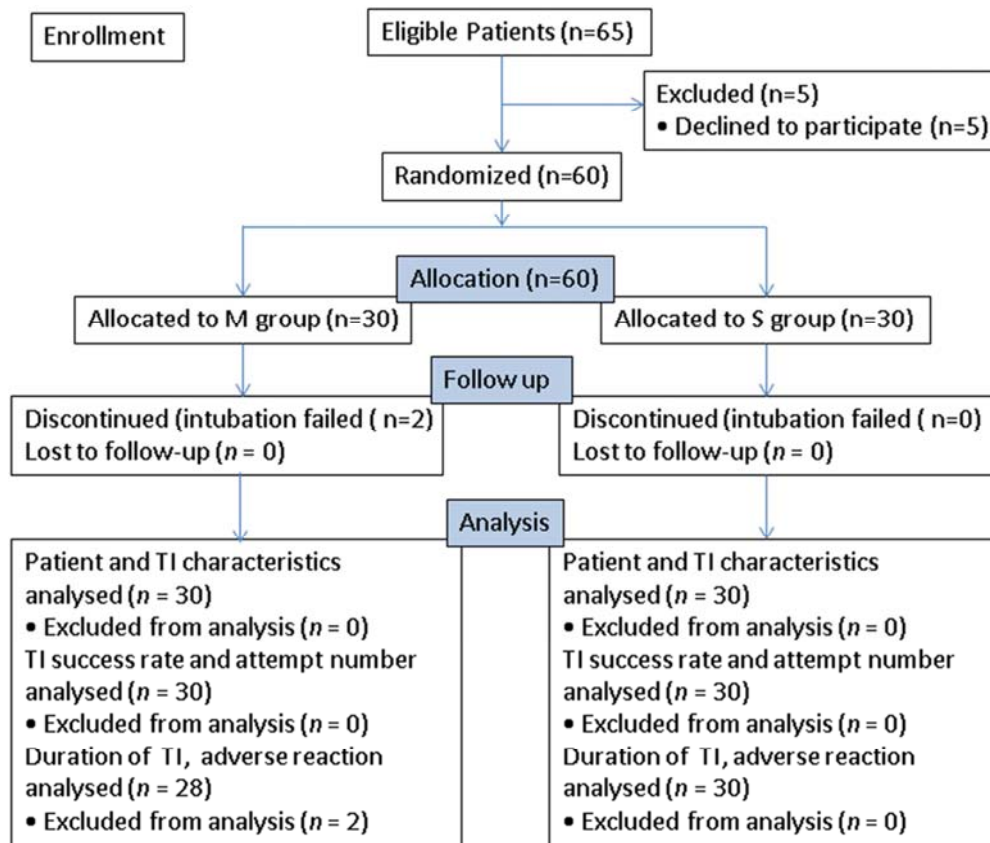 Enrollment
Eligible Patients (n=65)
Excluded (n=5)
• Declined to participate (n=5)
Randomized (n=60)
Allocation (n=60)
Allocated to M group (n=30)
Allocated to S group (n=30)
Follow up
Discontinued (intubation failed ( n=2)
Lost to follow-up (n = 0)
Discontinued (intubation failed ( n=0)
Lost to follow-up (n = 0)
Analysis
Patient and TI characteristics
analysed (n = 30)
• Excluded from analysis (n = 0)
TI success rate and attempt number
analysed (n = 30)
• Excluded from analysis (n = 0)
Duration of TI, adverse reaction
analysed (n = 28)
• Excluded from analysis (n = 2)
Patient and TI characteristics
analysed (n = 30)
• Excluded from analysis (n = 0)
TI success rate and attempt number
analysed (n = 30)
• Excluded from analysis (n = 0)
Duration of TI, adverse reaction
analysed (n = 30)
• Excluded from analysis (n = 0)